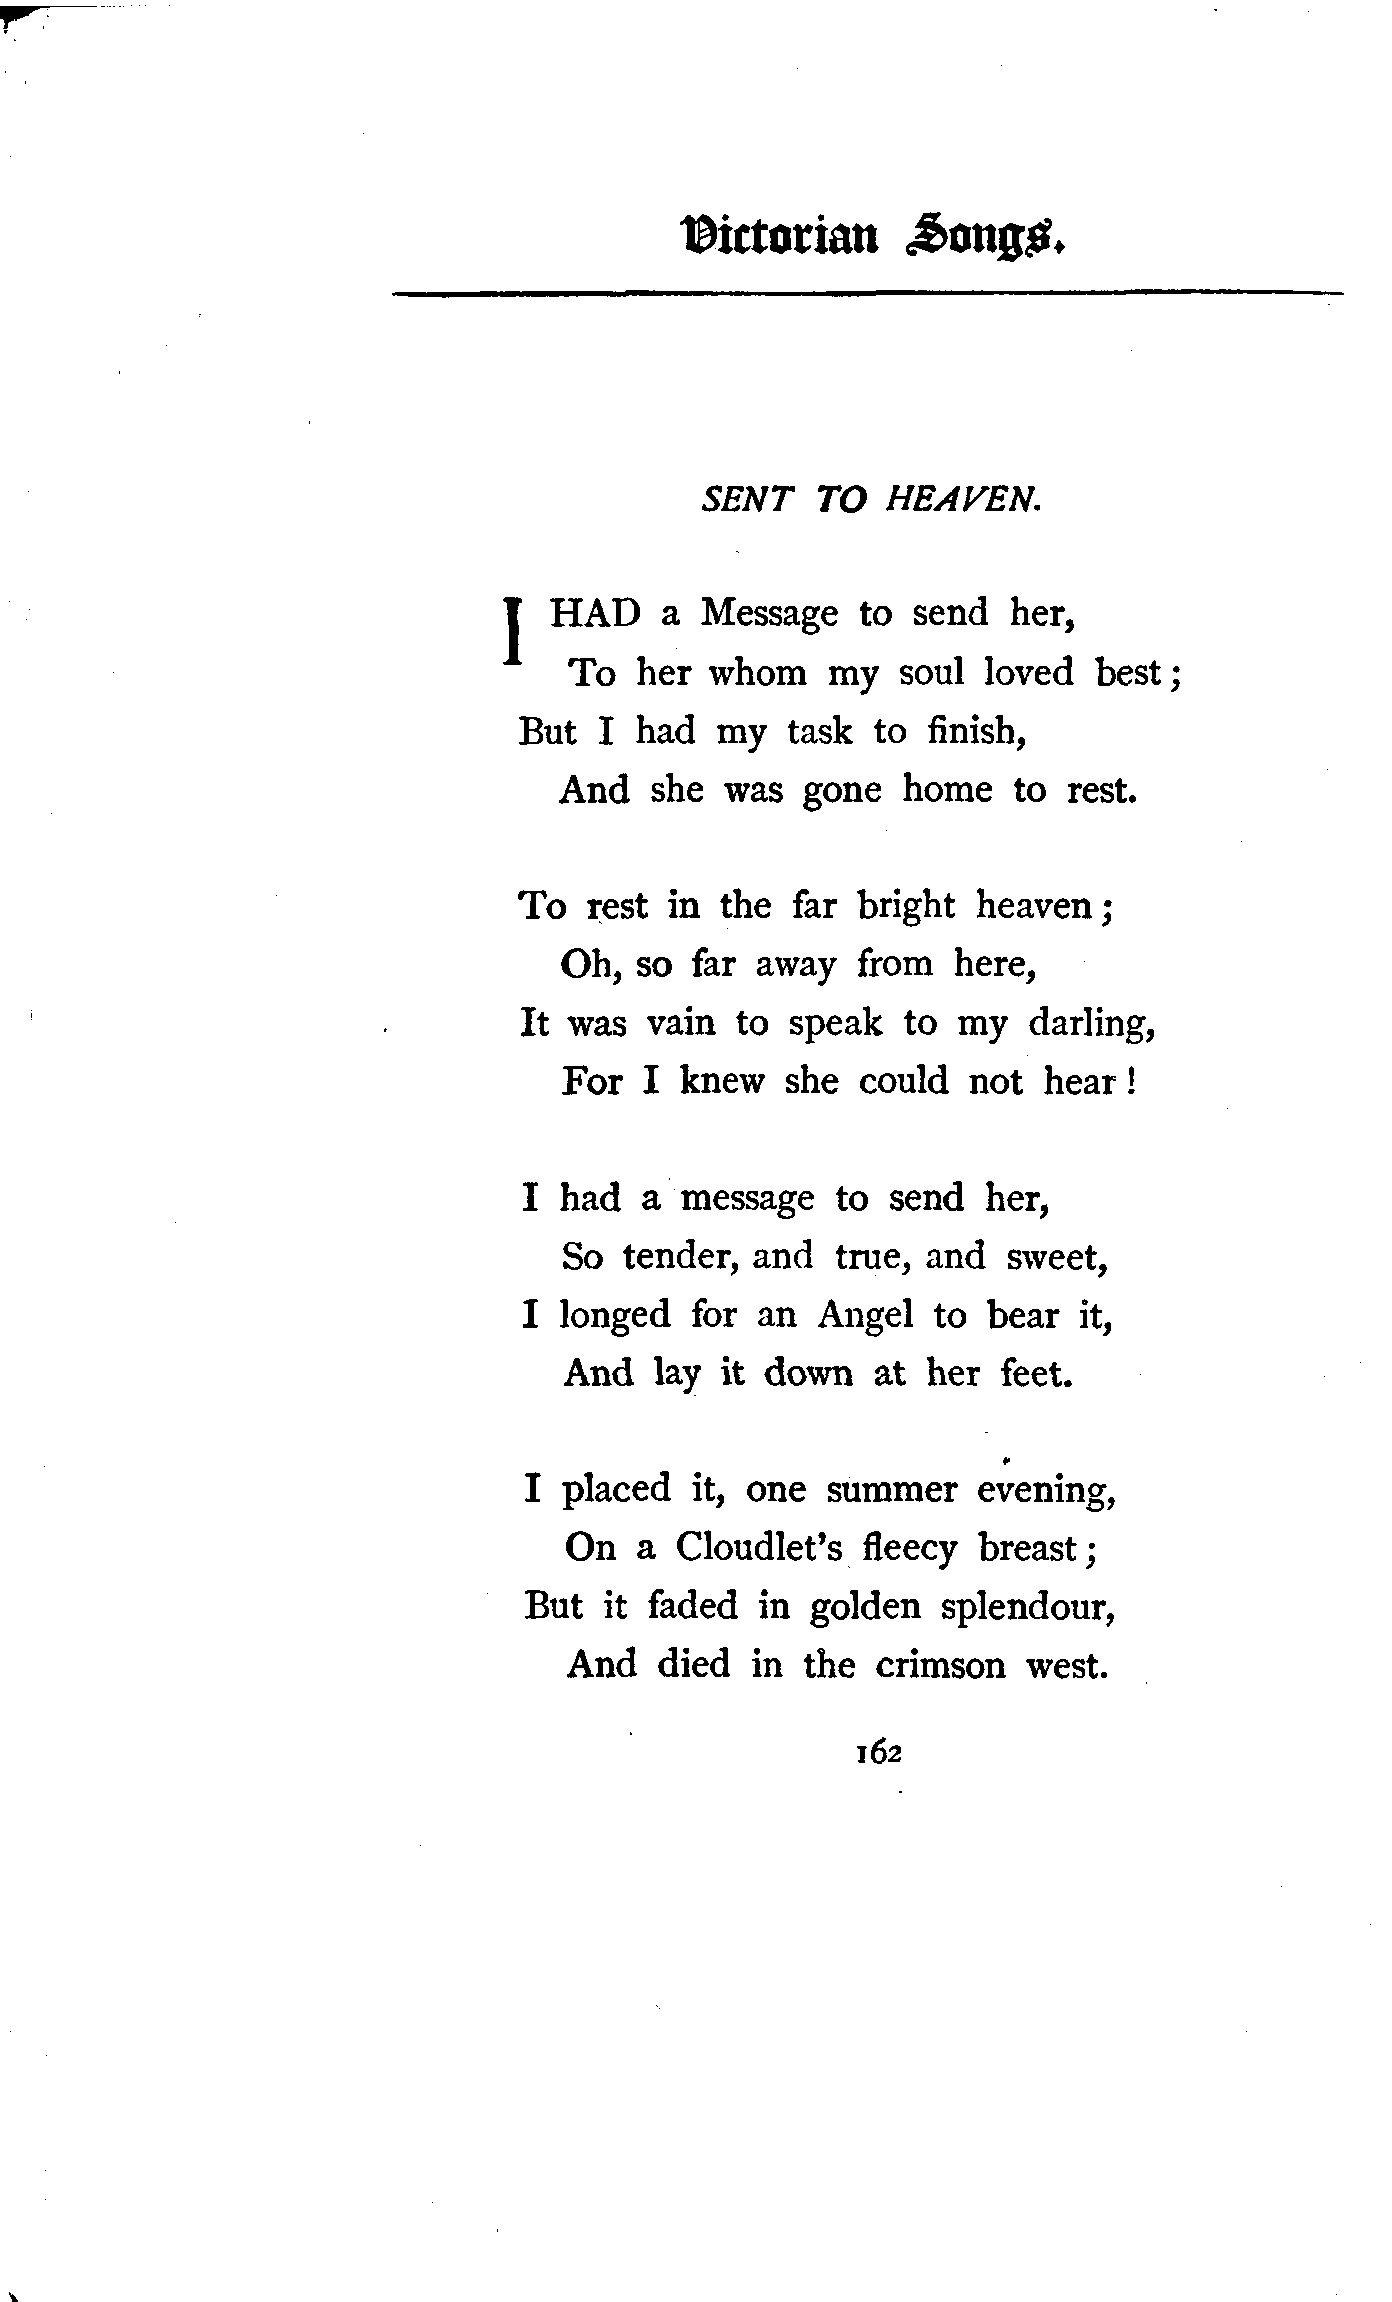 Victorian Songs.
SENT TO HEAVEN.
I HAD a Message to send her,
To her whom my soul loved best;
But I had my task to finish,
And she was gone home to rest.
To rest in the far bright heaven;
Oh, so far away from here,
It was vain to speak to my darling,
For I knew she could not hear!
I had a message to send her,
So tender, and true, and sweet,
I longed for an Angel to bear it,
And lay it down at her feet.
I placed it, one summer evening,
On a Cloudlet's fleecy breast;
But it faded in golden splendour,
And died in the crimson west.
162